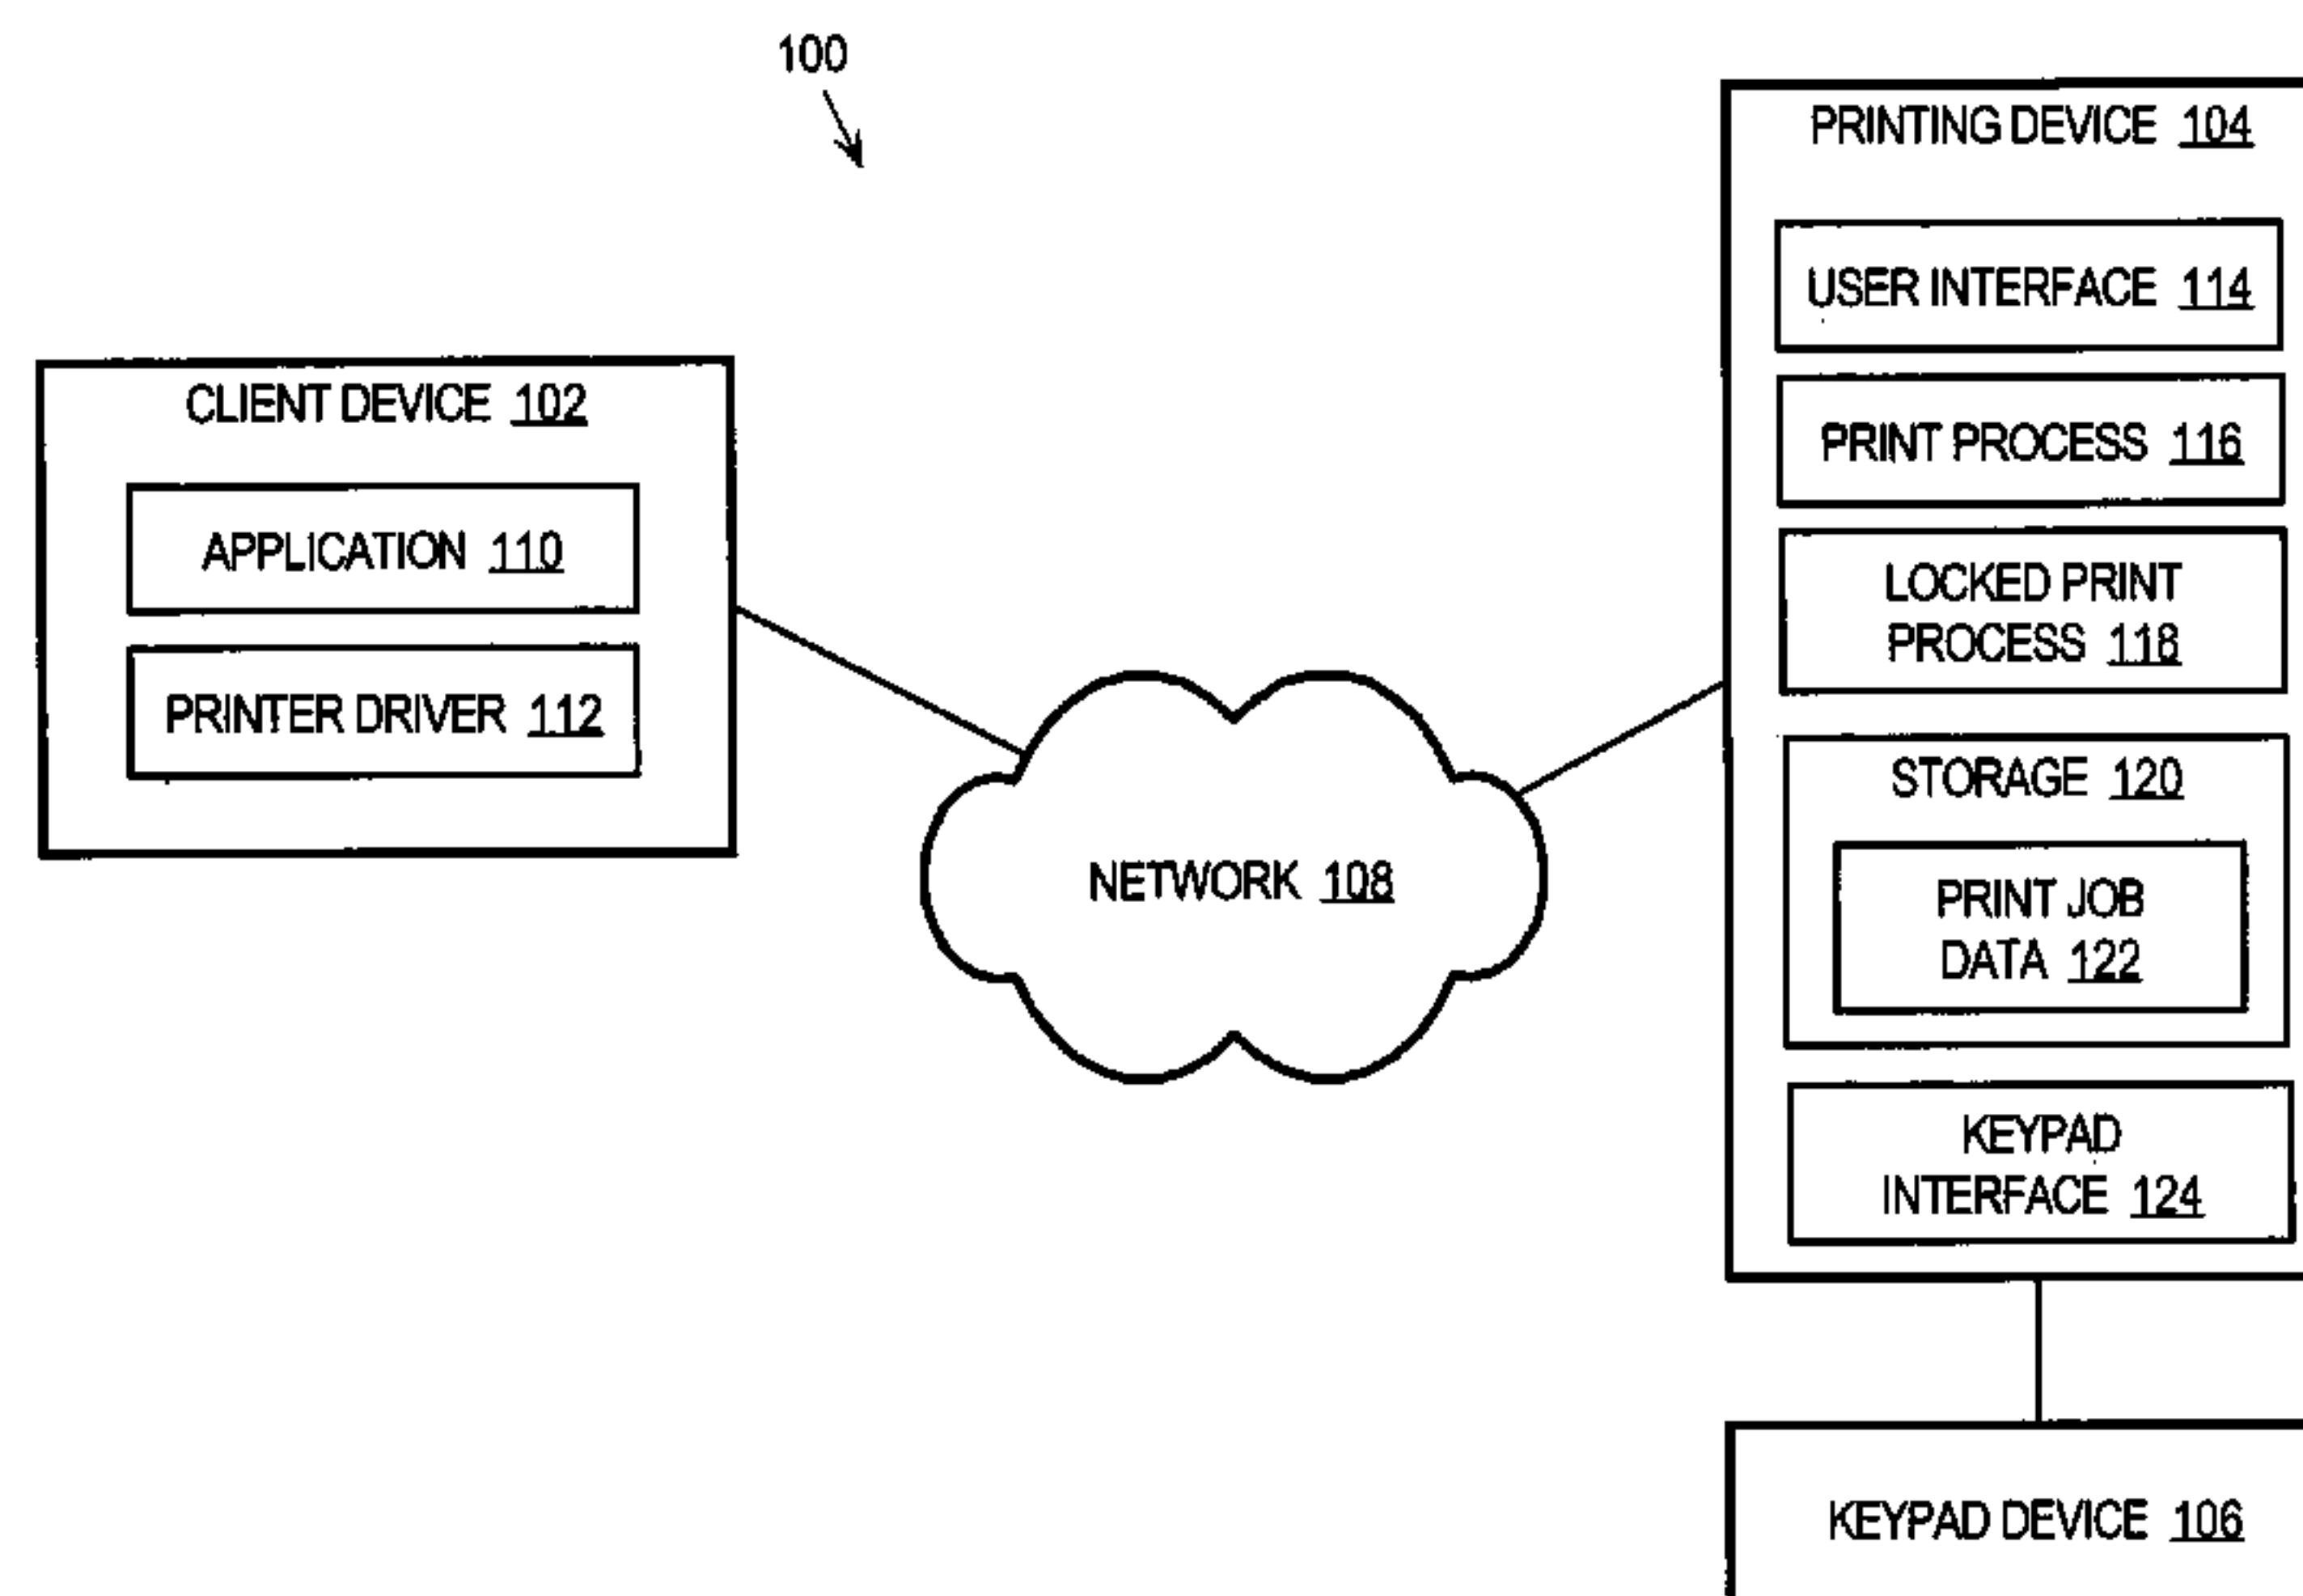 100
PRINTING DEVICE 104
USER INTERFACE 114
PRINT PROCESS 116
LOCKED PRINT
PROCESS 118
STORAGE 120
PRINT JOB
DATA 122
KEYPAD
INTERFACE 124
CLIENT DEVICE 102
APPLICATION 110
PRINTER DRIVER 112
NETWORK 108
KEYPAD DEVICE 106